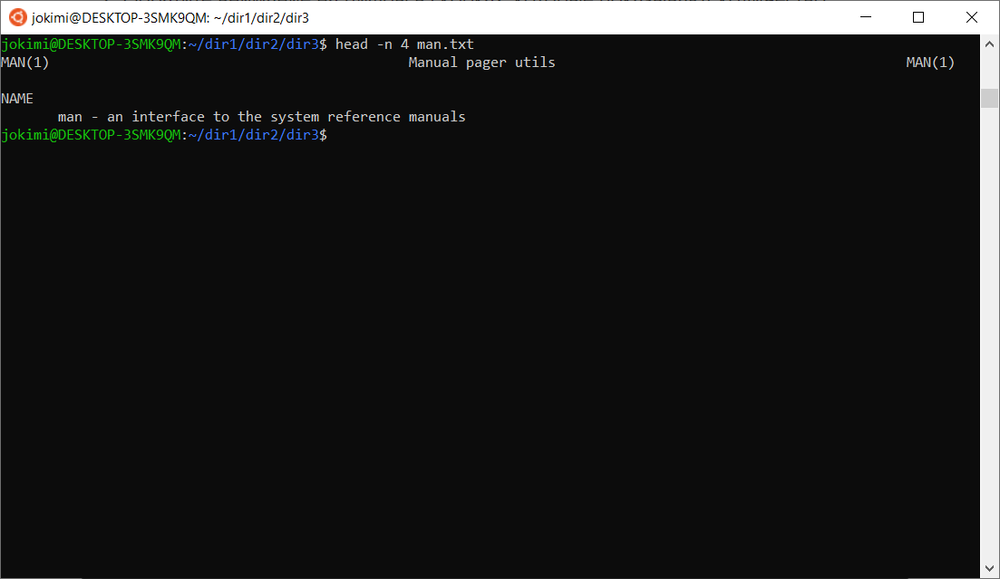 jokimi@DESKTOP-3SMK9QM: ~/dir1/dir2/dir3
jokimi@DESKTOP-3SMK9QM:~/dir1/dir2/dir3$ head -n 4 man.txt
MAN(1) Manual pager utils MAN(1)
NAME
man - an interface to the system reference manuals
jokimi@DESKTOP-3SMK9QM:~/dir1/dir2/dir3$